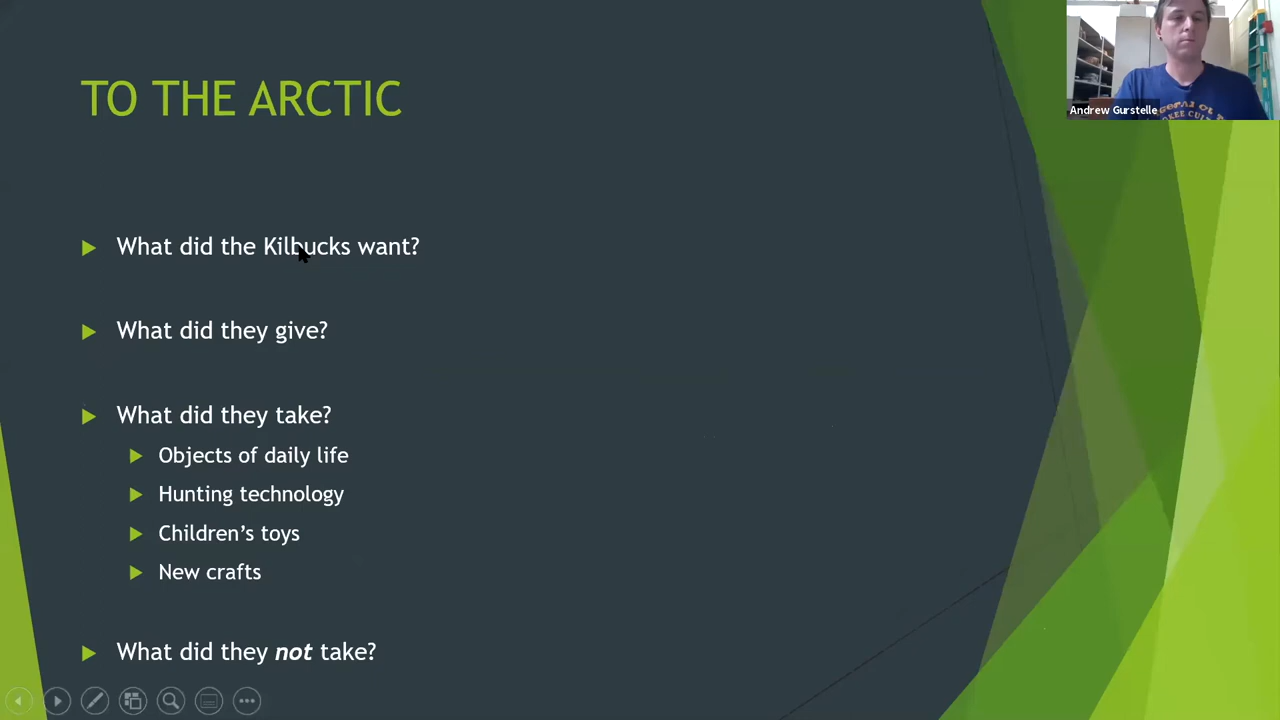 TO THE ARCTIC
What did the Kilbucks want?
What did they give?
What did they take?
Objects of daily life
Hunting technology
Children's toys
New crafts
What did they not take?
Andrew Gurstelle